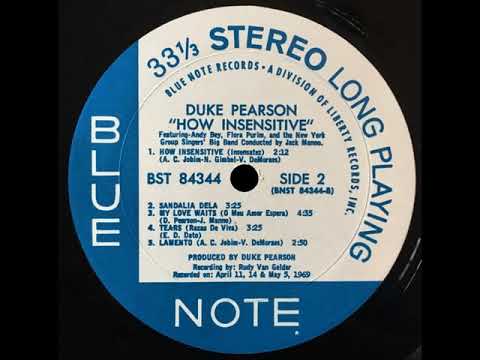 33 1/3 STEREO LONG PLAYING
BLUE NOTE RECORDS • A DIVISION OF LIBERTY RECORDS, INC.
DUKE PEARSON
"HOW INSENSITIVE"
Featuring-Andy Bey, Flora Purim, and the New York
Group Singers' Big Band Conducted by Jack Manno.
1. HOW INSENSITIVE (Insensatez) 2:12
(A. C. Jobim-N. Gimbel-V. DeMoraes)
BST 84344 SIDE 2
(BNST 84344-B)
2. SANDALIA DELA 3:25
3. MY LOVE WAITS (O Meu Amor Espera) 4:35
(D. Pearson-J. Manno)
4. TEARS (Razao De Viva) 3:25
(E. D. Dato)
5. LAMENTO (A. C. Jobim-V. DeMoraes) 2:50
PRODUCED BY DUKE PEARSON
Recording by: Rudy Van Gelder
Recorded on: April 11, 14 & May 5, 1969
BLUE
NOTE